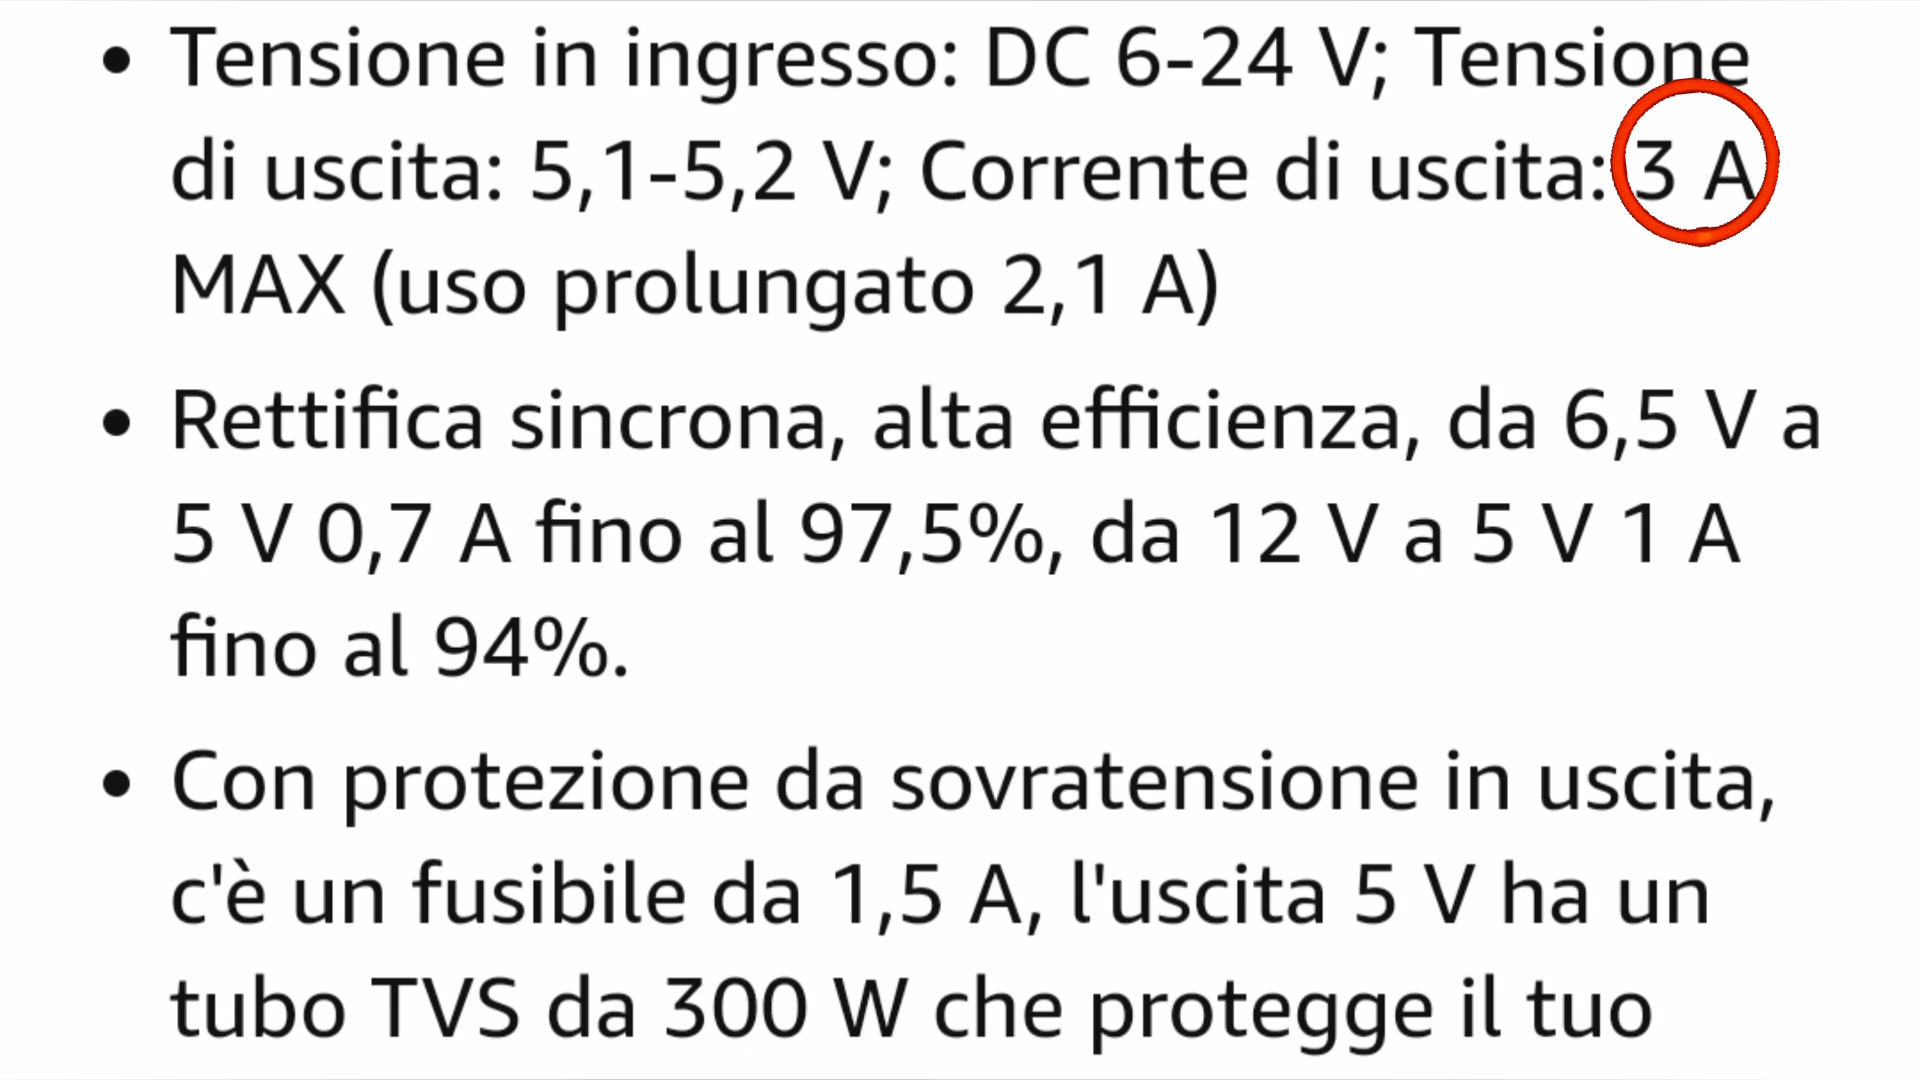 • Tensione in ingresso: DC 6-24 V; Tensione
di uscita: 5,1-5,2 V; Corrente di uscita: 3 A
MAX (uso prolungato 2,1 A)
• Rettifica sincrona, alta efficienza, da 6,5 V a
5 V 0,7 A fino al 97,5%, da 12 V a 5 V 1 A
fino al 94%.
• Con protezione da sovratensione in uscita,
c'è un fusibile da 1,5 A, l'uscita 5 V ha un
tubo TVS da 300 W che protegge il tuo